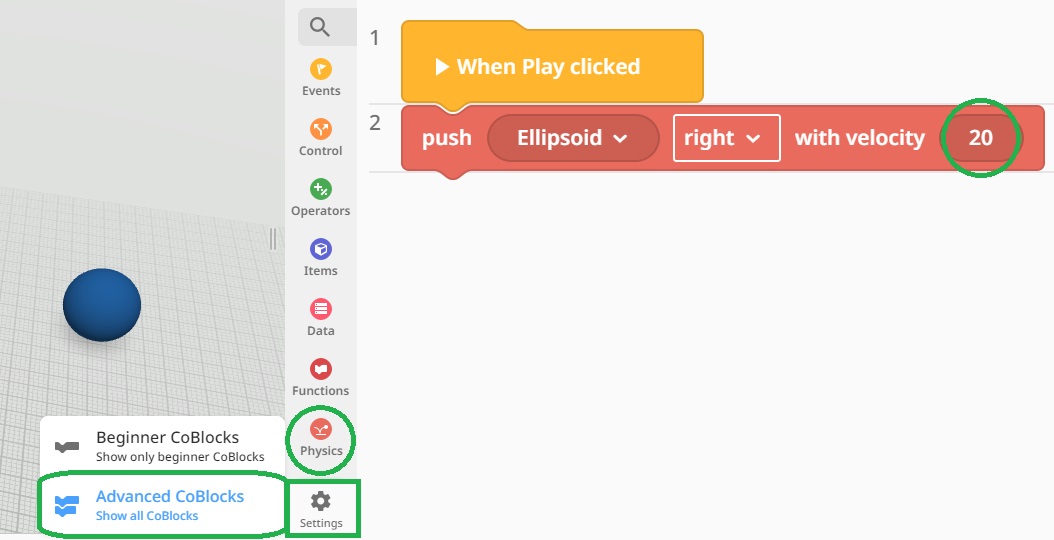 Events
Control
Operators
Items
Data
Functions
Physics
Settings
Beginner CoBlocks
Show only beginner CoBlocks
Advanced CoBlocks
Show all CoBlocks
1
When Play clicked
2
push Ellipsoid right with velocity 20